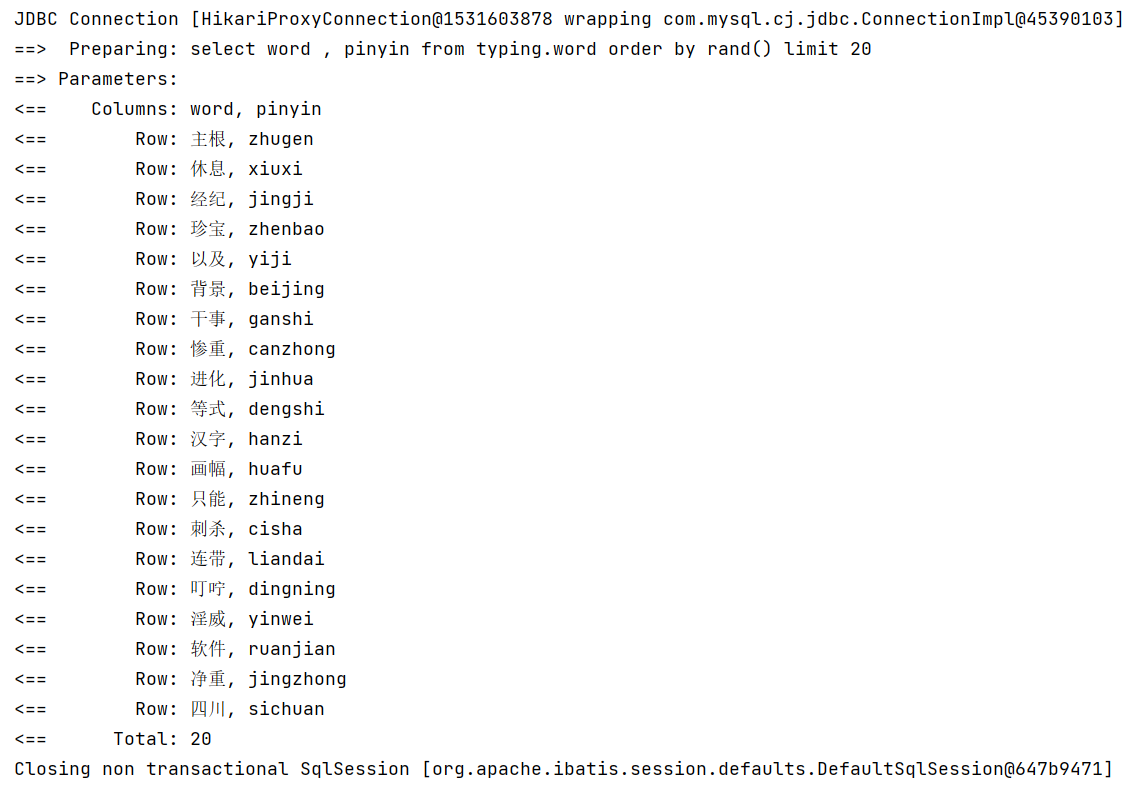 JDBC Connection [HikariProxyConnection@1531603878 wrapping com.mysql.cj.jdbc.ConnectionImpl@45390103]
==>  Preparing: select word , pinyin from typing.word order by rand() limit 20
==> Parameters:
<==    Columns: word, pinyin
<==        Row: 主根, zhugen
<==        Row: 休息, xiuxi
<==        Row: 经纪, jingji
<==        Row: 珍宝, zhenbao
<==        Row: 以及, yiji
<==        Row: 背景, beijing
<==        Row: 干事, ganshi
<==        Row: 惨重, canzhong
<==        Row: 进化, jinhua
<==        Row: 等式, dengshi
<==        Row: 汉字, hanzi
<==        Row: 画幅, huafu
<==        Row: 只能, zhineng
<==        Row: 刺杀, cisha
<==        Row: 连带, liandai
<==        Row: 叮咛, dingning
<==        Row: 淫威, yinwei
<==        Row: 软件, ruanjian
<==        Row: 净重, jingzhong
<==        Row: 四川, sichuan
<==      Total: 20
Closing non transactional SqlSession [org.apache.ibatis.session.defaults.DefaultSqlSession@647b9471]